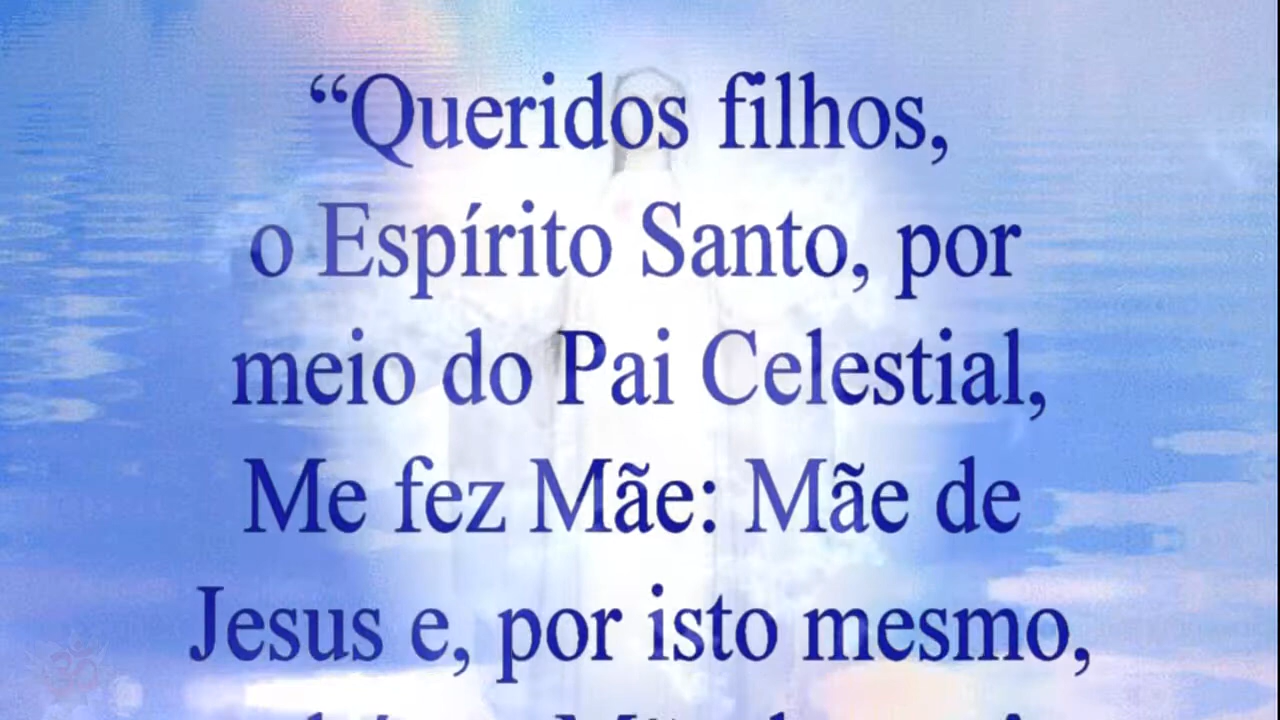 “Queridos filhos,
o Espírito Santo, por
meio do Pai Celestial,
Me fez Mãe: Mãe de
Jesus e, por isto mesmo,